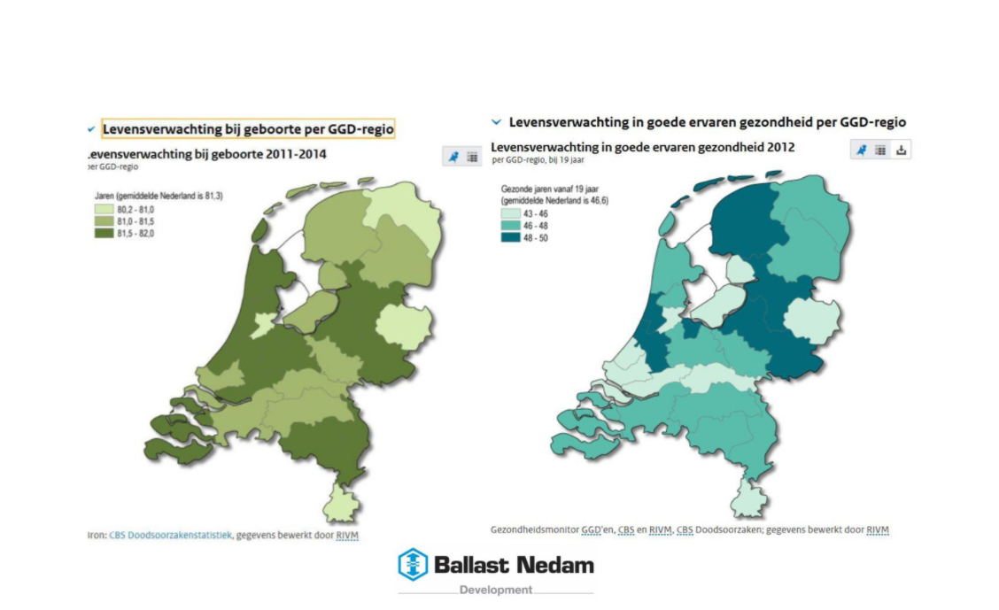 Levensverwachting bij geboorte per GGD-regio
Levensverwachting bij geboorte 2011-2014
per GGD-regio
Jaren (gemiddelde Nederland is 81,3)
80,2 - 81,0
81,0 - 81,5
81,5 - 82,0
Bron: CBS Doodsoorzakenstatistiek, gegevens bewerkt door RIVM
Levensverwachting in goede ervaren gezondheid per GGD-regio
Levensverwachting in goede ervaren gezondheid 2012
per GGD-regio, bij 19 jaar
Gezonde jaren vanaf 19 jaar
(gemiddelde Nederland is 46,6)
43 - 46
46 - 48
48 - 50
Gezondheidsmonitor GGD'en, CBS en RIVM, CBS Doodsoorzaken; gegevens bewerkt door RIVM
Ballast Nedam
Development